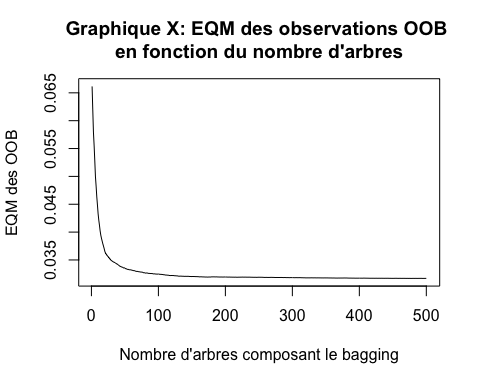 Graphique X: EQM des observations OOB
en fonction du nombre d'arbres
EQM des OOB
0.065
0.055
0.045
0.035
0 100 200 300 400 500
Nombre d'arbres composant le bagging